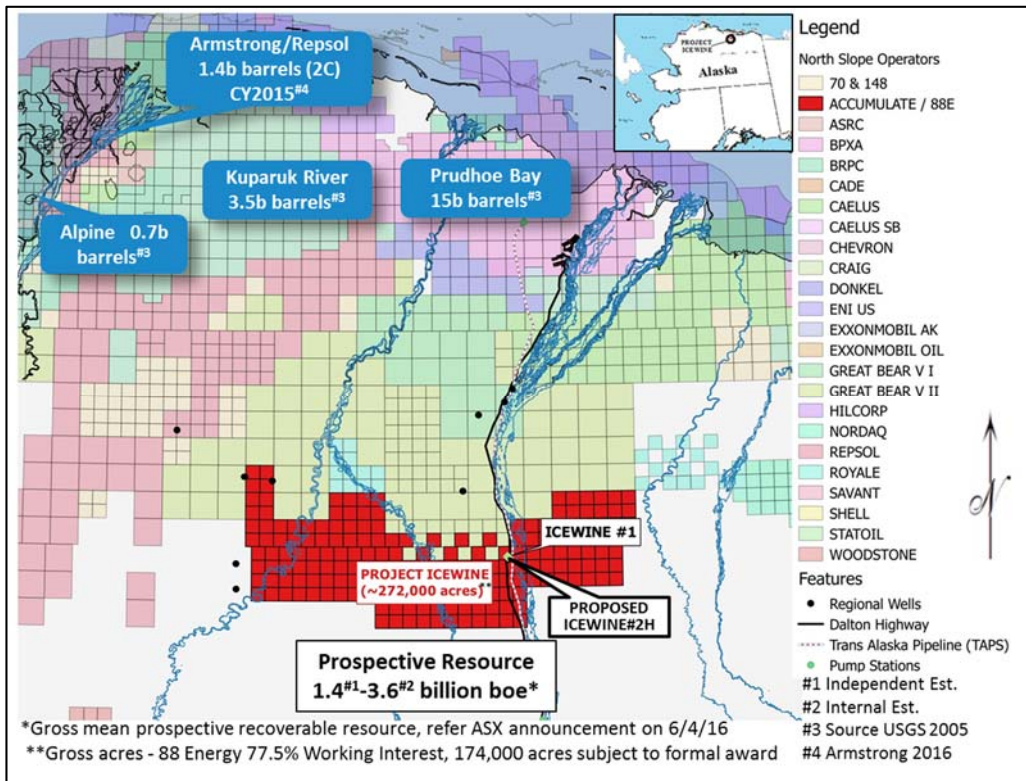 Armstrong/Repsol
1.4b barrels (2C)
CY2015#4
Kuparuk River
3.5b barrels#3
Prudhoe Bay
15b barrels#3
Alpine 0.7b
barrels#3
PROJECT
ICEWINE
Alaska
ICEWINE #1
PROJECT ICEWINE
(~272,000 acres)**
PROPOSED
ICEWINE#2H
Prospective Resource
1.4#1-3.6#2 billion boe*
Legend
North Slope Operators
70 & 148
ACCUMULATE / 88E
ASRC
BPXA
BRPC
CADE
CAELUS
CAELUS SB
CHEVRON
CRAIG
DONKEL
ENI US
EXXONMOBIL AK
EXXONMOBIL OIL
GREAT BEAR V I
GREAT BEAR V II
HILCORP
NORDAQ
REPSOL
ROYALE
SAVANT
SHELL
STATOIL
WOODSTONE
N
Features
Regional Wells
Dalton Highway
Trans Alaska Pipeline (TAPS)
Pump Stations
#1 Independent Est.
#2 Internal Est.
#3 Source USGS 2005
#4 Armstrong 2016
*Gross mean prospective recoverable resource, refer ASX announcement on 6/4/16
**Gross acres - 88 Energy 77.5% Working Interest, 174,000 acres subject to formal award